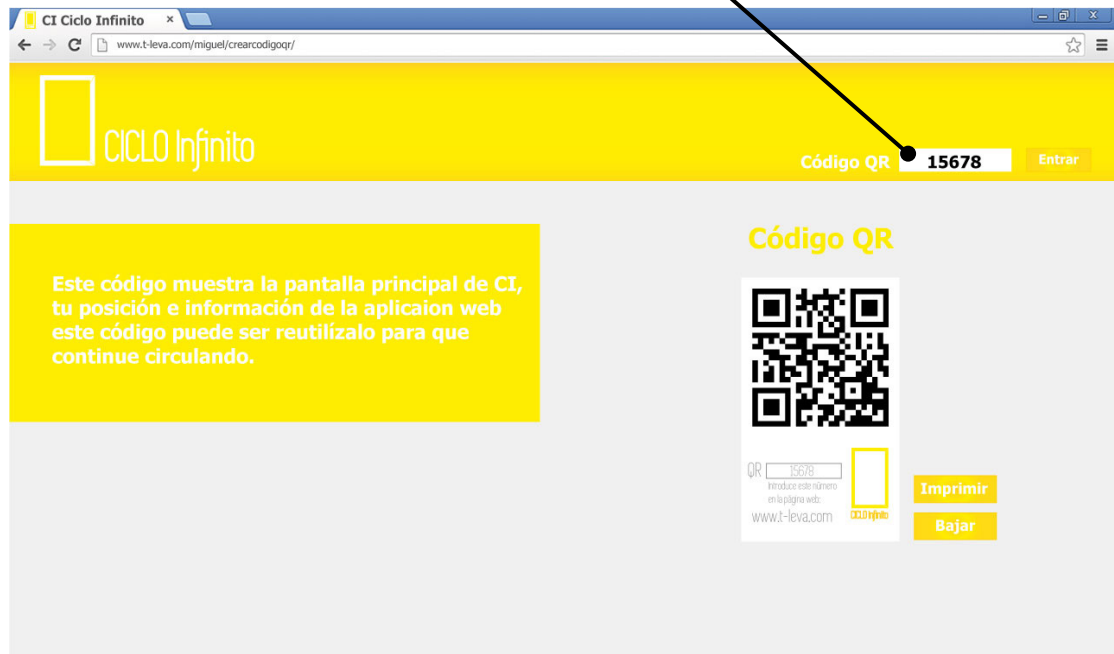 CI Ciclo Infinito
www.t-leva.com/miguel/crearcodigoqr/
CICLO Infinito
Código QR 15678 Entrar
Código QR
Este código muestra la pantalla principal de CI,
tu posición e información de la aplicaion web
este código puede ser reutilízalo para que
continue circulando.
QR 15678
Introduce este número
en la página web:
www.t-leva.com
CICLO Infinito
Imprimir
Bajar